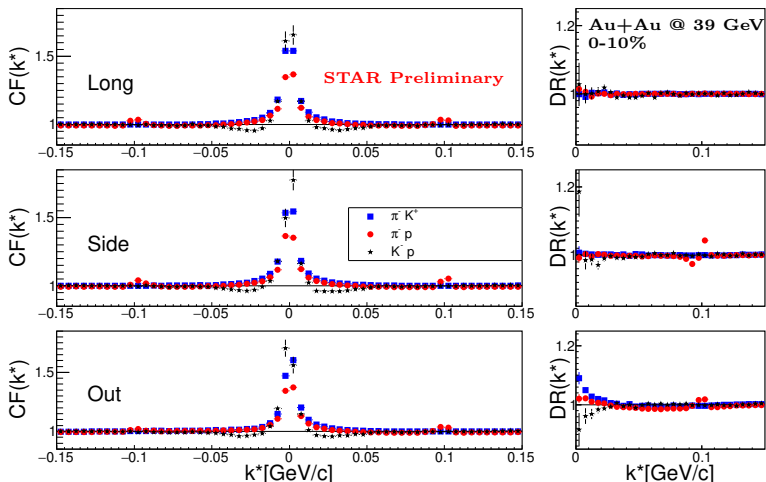 CF(k*)
1.5
1
Long
STAR Preliminary
−0.15 −0.1 −0.05 0 0.05 0.1 0.15
DR(k*)
1.2
1
Au+Au @ 39 GeV
0-10%
0 0.1
CF(k*)
1.5
1
Side
π⁻ K⁺
π⁻ p
K⁻ p
−0.15 −0.1 −0.05 0 0.05 0.1 0.15
DR(k*)
1.2
1
0 0.1
CF(k*)
1.5
1
Out
−0.15 −0.1 −0.05 0 0.05 0.1 0.15
k*[GeV/c]
DR(k*)
1.2
1
0 0.1
k*[GeV/c]